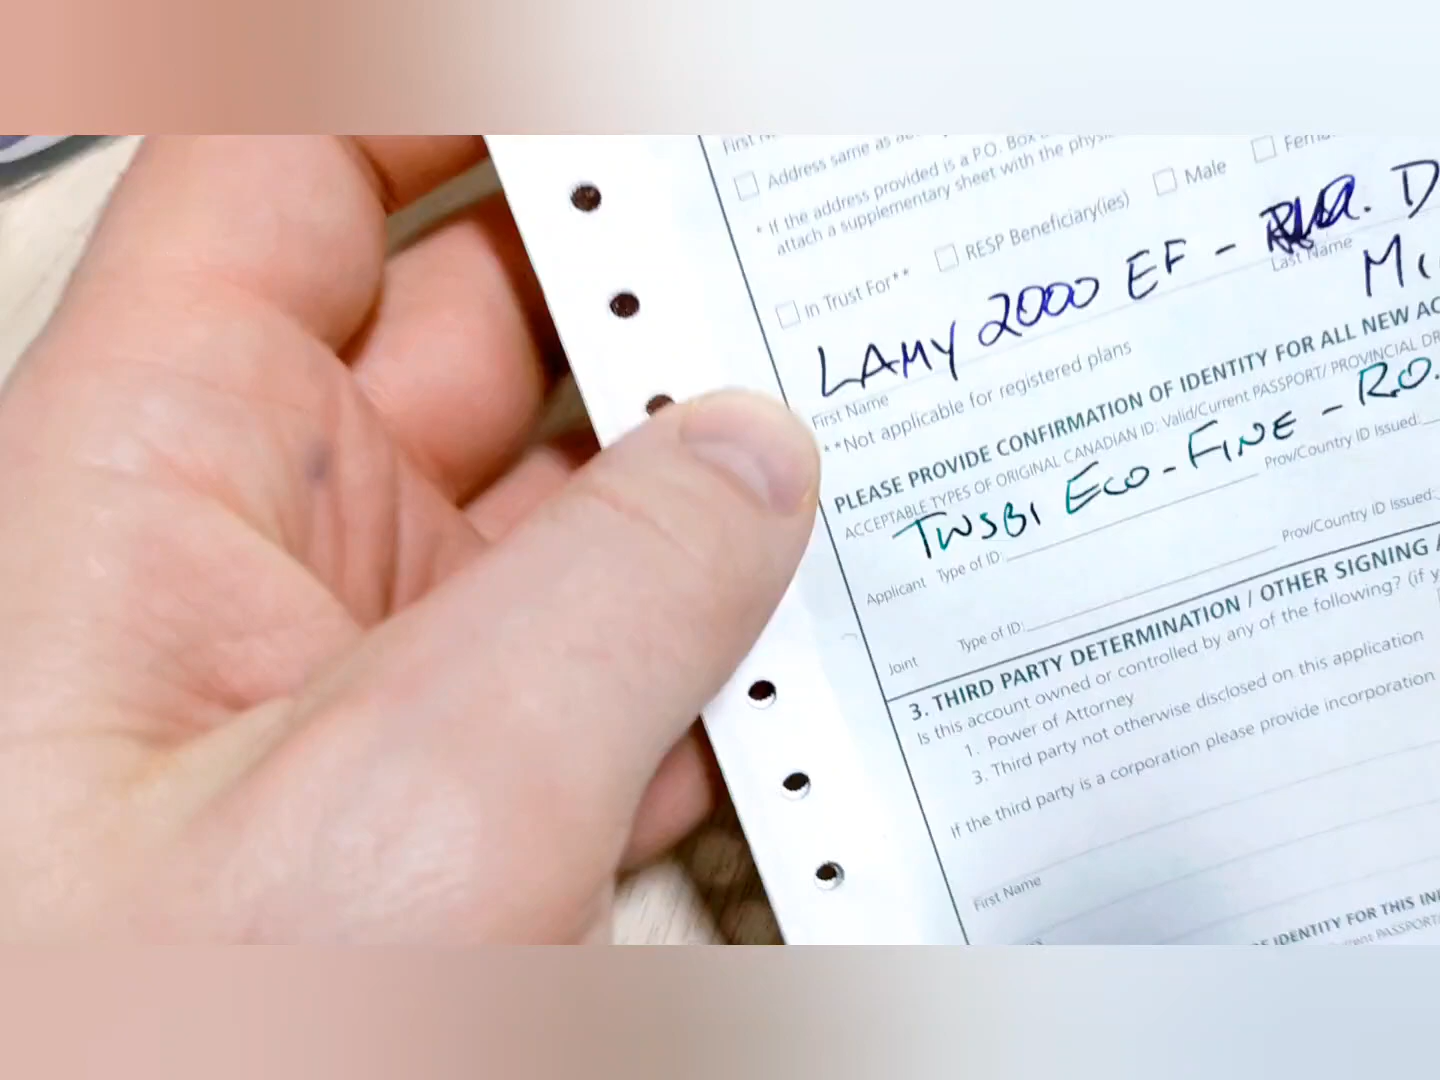 First
Address same as
* If the address provided is a P.O. Box
attach a supplementary sheet with the
In Trust For** RESP Beneficiary(ies) Male
LAMY 2000 EF - . D
First Name Last Name
**Not applicable for registered plans
PLEASE PROVIDE CONFIRMATION OF IDENTITY FOR ALL NEW
ACCEPTABLE TYPES OF ORIGINAL CANADIAN ID: Valid/Current PASSPORT/ PROVINCIAL
TWSBI ECO - FINE - RO.
Applicant Type of ID: Prov/Country ID Issued:
Joint Type of ID: Prov/Country ID Issued:
3. THIRD PARTY DETERMINATION / OTHER SIGNING
Is this account owned or controlled by any of the following? (if
1. Power of Attorney
3. Third party not otherwise disclosed on this application
If the third party is a corporation please provide incorporation
First Name
IDENTITY FOR THIS